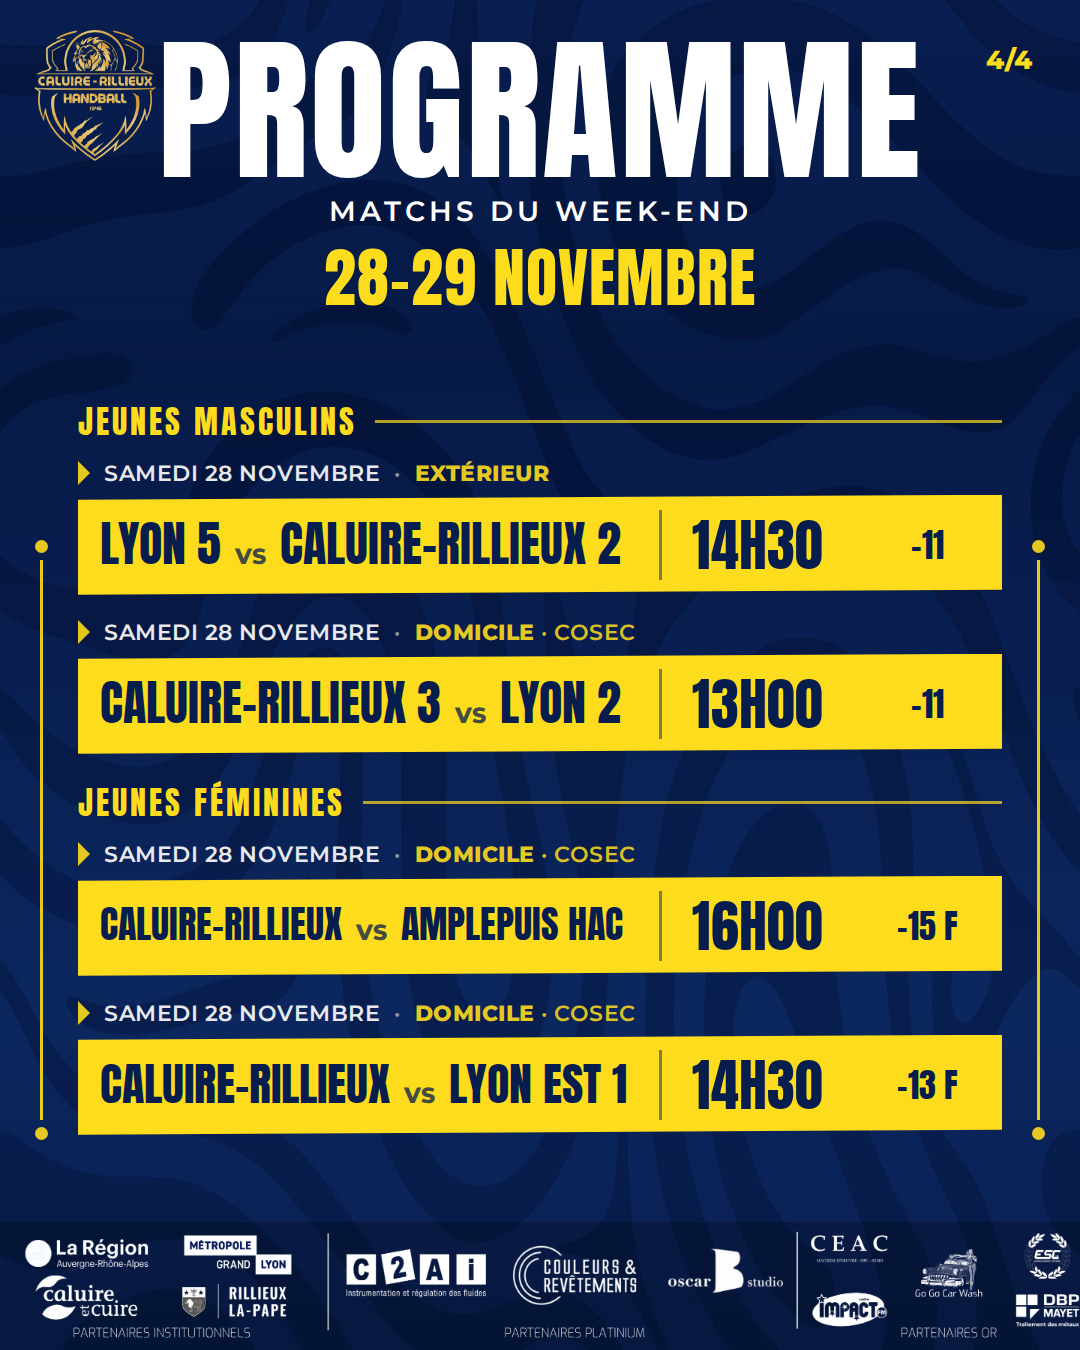 CALUIRE-RILLIEUX
HANDBALL
PROGRAMME
4/4
MATCHS DU WEEK-END
28-29 NOVEMBRE
JEUNES MASCULINS
SAMEDI 28 NOVEMBRE · EXTÉRIEUR
LYON 5 vs CALUIRE-RILLIEUX 2 14H30 -11
SAMEDI 28 NOVEMBRE · DOMICILE · COSEC
CALUIRE-RILLIEUX 3 vs LYON 2 13H00 -11
JEUNES FÉMININES
SAMEDI 28 NOVEMBRE · DOMICILE · COSEC
CALUIRE-RILLIEUX vs AMPLEPUIS HAC 16H00 -15 F
SAMEDI 28 NOVEMBRE · DOMICILE · COSEC
CALUIRE-RILLIEUX vs LYON EST 1 14H30 -13 F
La Région
Auvergne-Rhône-Alpes
MÉTROPOLE
GRAND LYON
caluire
et cuire
RILLIEUX
LA-PAPE
PARTENAIRES INSTITUTIONNELS
C2Ai
Instrumentation et régulation des fluides
COULEURS &
REVÊTEMENTS
oscar B studio
PARTENAIRES PLATINIUM
CEAC
radio
IMPACT FM
Go Go Car Wash
ESC
DBP
MAYET
Traitement des métaux
PARTENAIRES OR